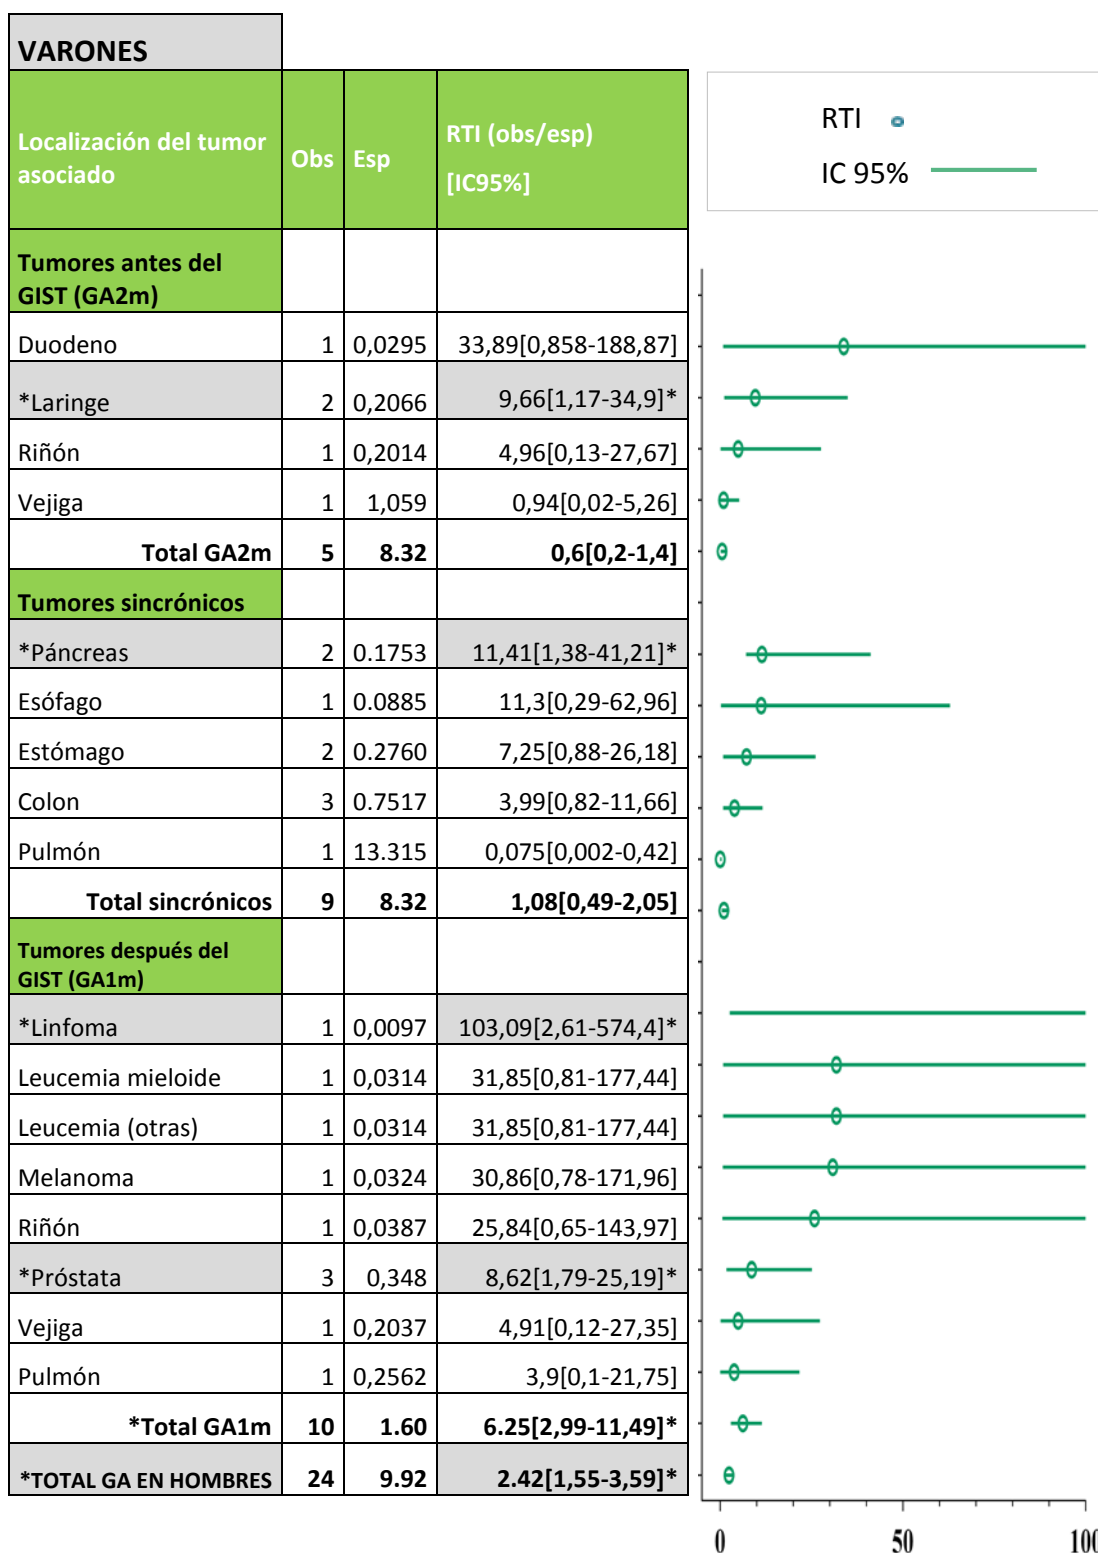 VARONES
Localización del tumor asociado Obs Esp RTI (obs/esp) [IC95%]
RTI
IC 95%
Tumores antes del GIST (GA2m)
Duodeno 1 0,0295 33,89[0,858-188,87]
*Laringe 2 0,2066 9,66[1,17-34,9]*
Riñón 1 0,2014 4,96[0,13-27,67]
Vejiga 1 1,059 0,94[0,02-5,26]
Total GA2m 5 8.32 0,6[0,2-1,4]
Tumores sincrónicos
*Páncreas 2 0.1753 11,41[1,38-41,21]*
Esófago 1 0.0885 11,3[0,29-62,96]
Estómago 2 0.2760 7,25[0,88-26,18]
Colon 3 0.7517 3,99[0,82-11,66]
Pulmón 1 13.315 0,075[0,002-0,42]
Total sincrónicos 9 8.32 1,08[0,49-2,05]
Tumores después del GIST (GA1m)
*Linfoma 1 0,0097 103,09[2,61-574,4]*
Leucemia mieloide 1 0,0314 31,85[0,81-177,44]
Leucemia (otras) 1 0,0314 31,85[0,81-177,44]
Melanoma 1 0,0324 30,86[0,78-171,96]
Riñón 1 0,0387 25,84[0,65-143,97]
*Próstata 3 0,348 8,62[1,79-25,19]*
Vejiga 1 0,2037 4,91[0,12-27,35]
Pulmón 1 0,2562 3,9[0,1-21,75]
*Total GA1m 10 1.60 6.25[2,99-11,49]*
*TOTAL GA EN HOMBRES 24 9.92 2.42[1,55-3,59]*
0 50 100